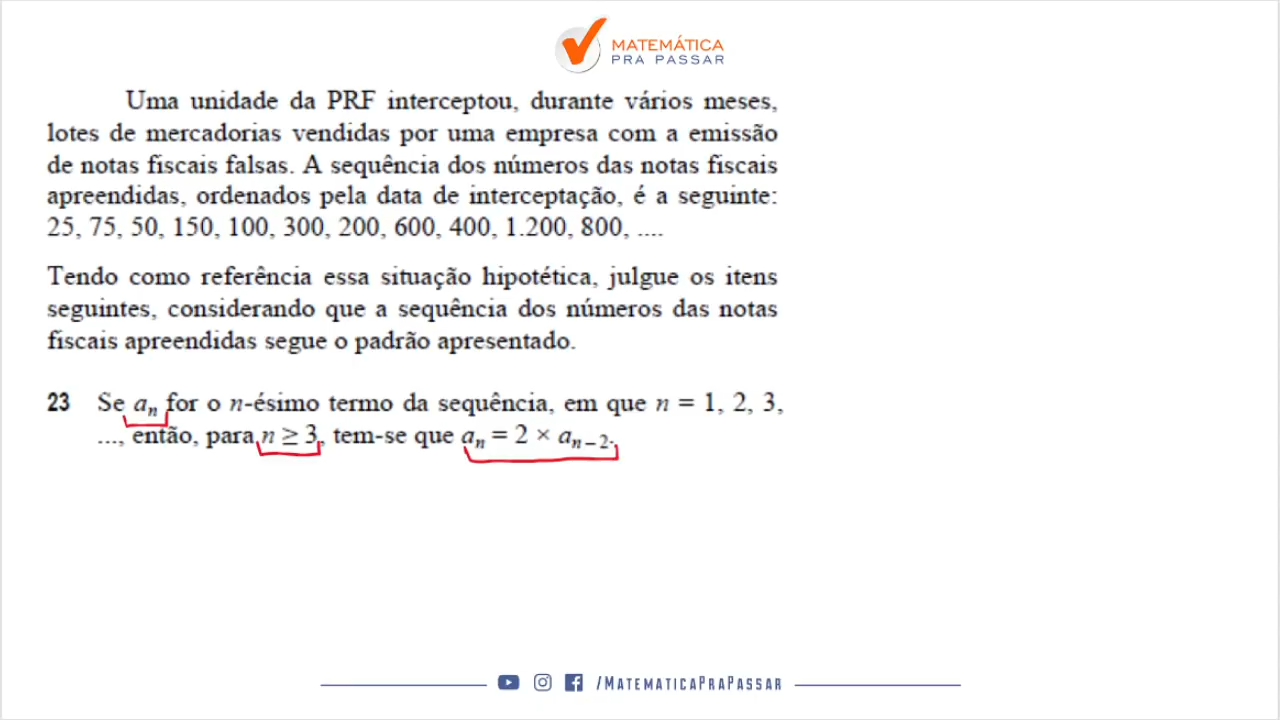 MATEMÁTICA
PRA PASSAR
Uma unidade da PRF interceptou, durante vários meses,
lotes de mercadorias vendidas por uma empresa com a emissão
de notas fiscais falsas. A sequência dos números das notas fiscais
apreendidas, ordenados pela data de interceptação, é a seguinte:
25, 75, 50, 150, 100, 300, 200, 600, 400, 1.200, 800, ....
Tendo como referência essa situação hipotética, julgue os itens
seguintes, considerando que a sequência dos números das notas
fiscais apreendidas segue o padrão apresentado.
23 Se aₙ for o n-ésimo termo da sequência, em que n = 1, 2, 3,
..., então, para n ≥ 3, tem-se que aₙ = 2 × aₙ₋₂.
/MATEMATICAPRAPASSAR